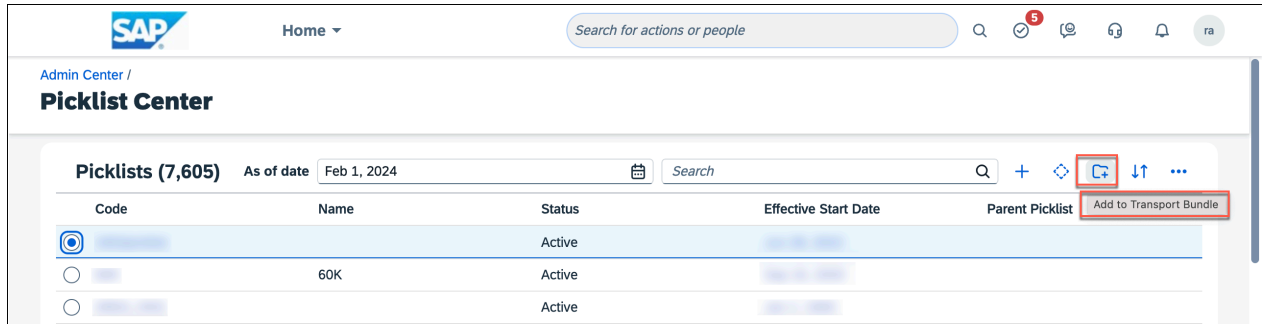 SAP
Home
Search for actions or people
5
ra
Admin Center /
Picklist Center
Picklists (7,605) As of date Feb 1, 2024 Search
Add to Transport Bundle
Code Name Status Effective Start Date Parent Picklist
Active
60K Active
Active